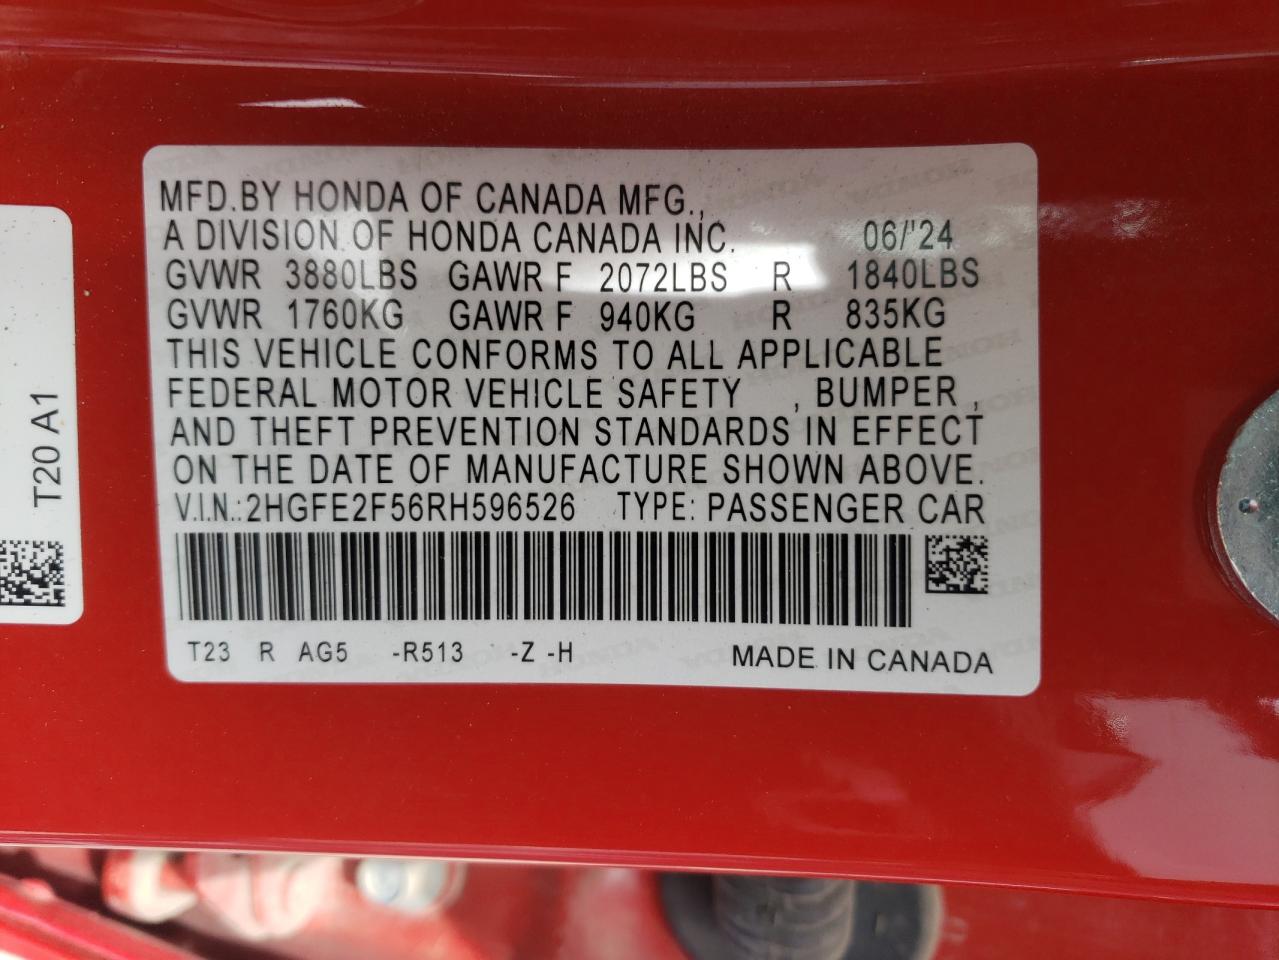 MFD.BY HONDA OF CANADA MFG.,
A DIVISION OF HONDA CANADA INC. 06/'24
GVWR 3880LBS GAWR F 2072LBS R 1840LBS
GVWR 1760KG GAWR F 940KG R 835KG
THIS VEHICLE CONFORMS TO ALL APPLICABLE
FEDERAL MOTOR VEHICLE SAFETY , BUMPER ,
AND THEFT PREVENTION STANDARDS IN EFFECT
ON THE DATE OF MANUFACTURE SHOWN ABOVE.
V.I.N.:2HGFE2F56RH596526 TYPE: PASSENGER CAR
T23 R AG5 -R513 -Z -H MADE IN CANADA
T20 A1